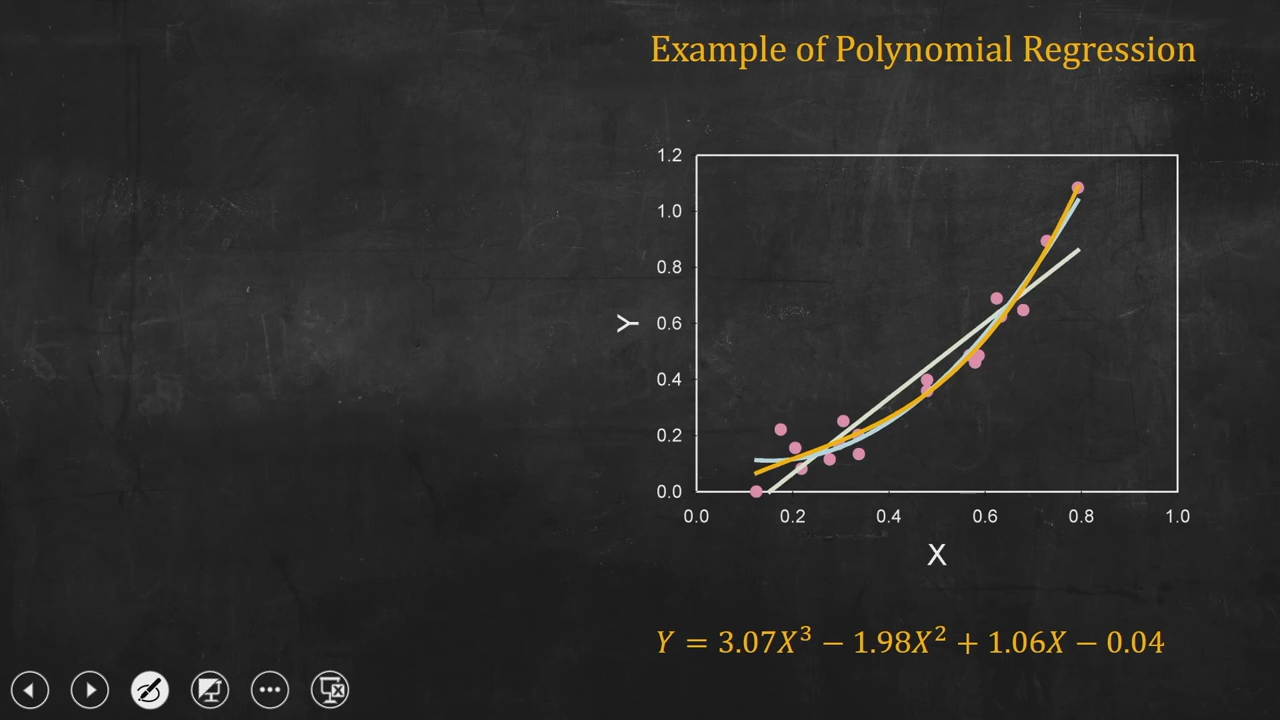 Example of Polynomial Regression
1.2
1.0
0.8
0.6
0.4
0.2
0.0
Y
0.0 0.2 0.4 0.6 0.8 1.0
X
Y = 3.07X³ − 1.98X² + 1.06X − 0.04